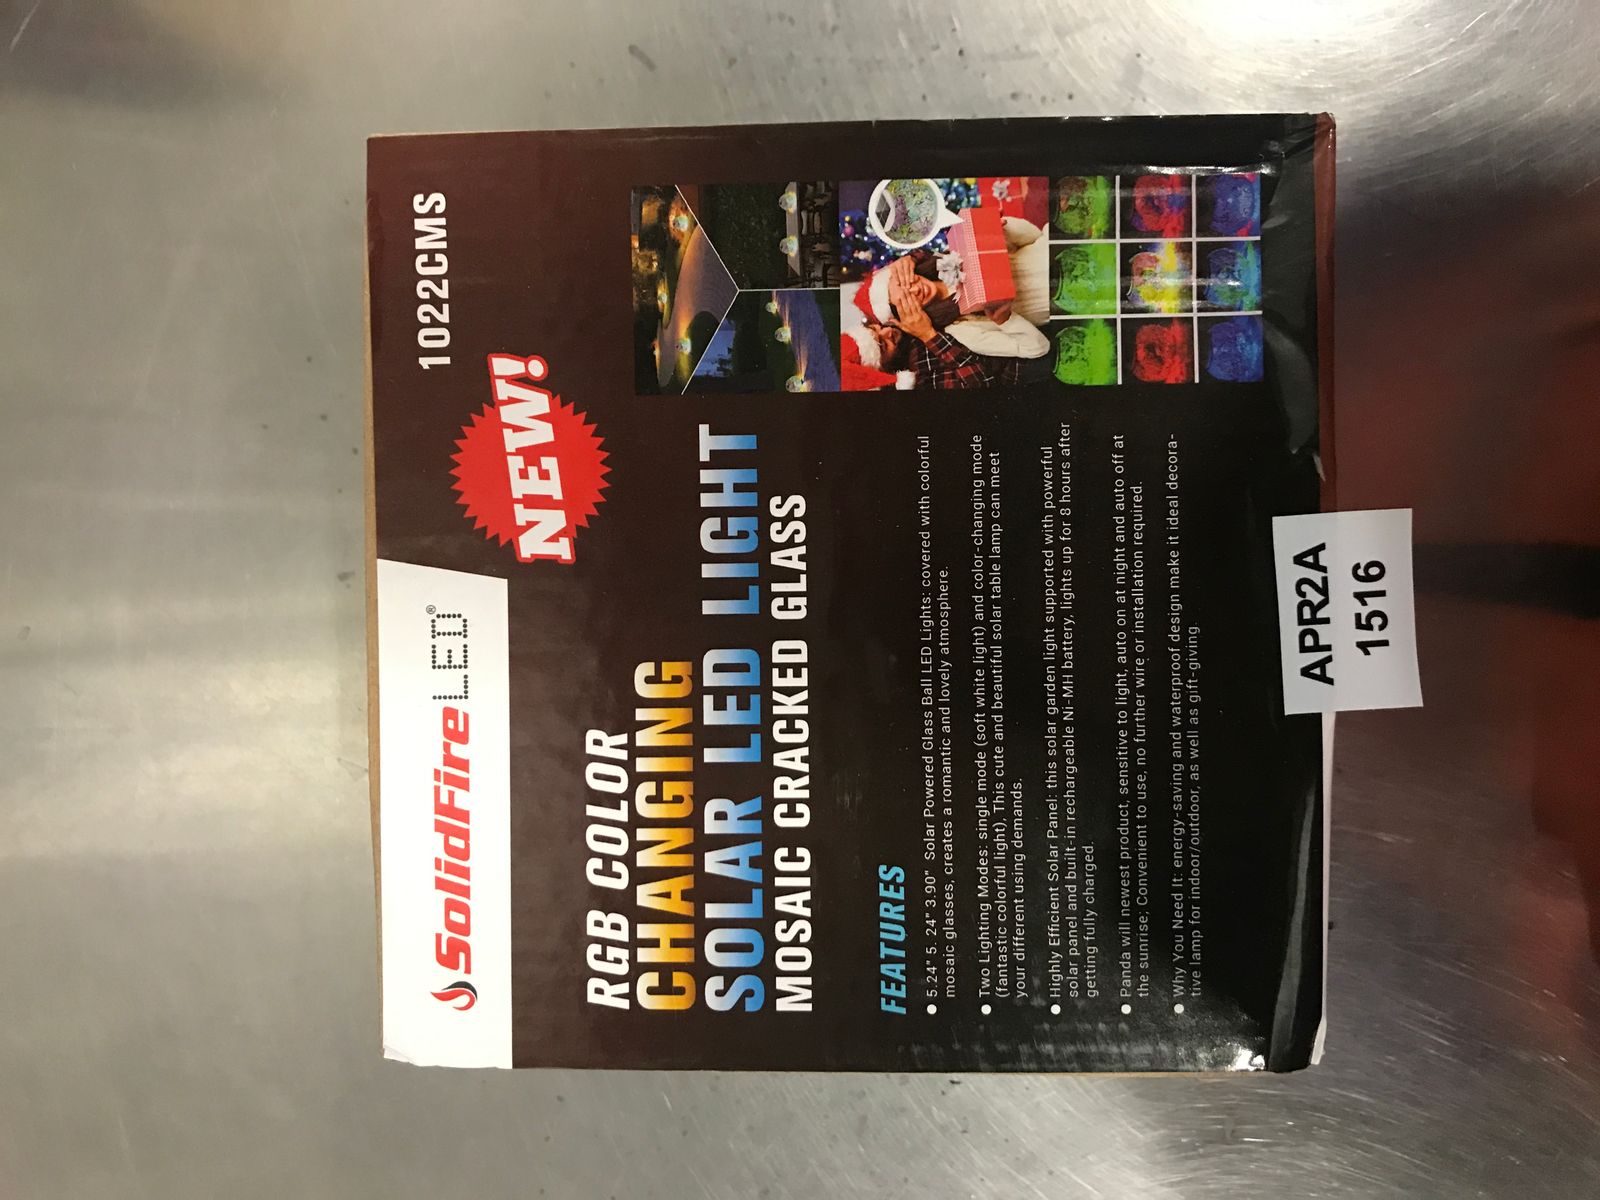 SolidFire LED®
1022CMS
NEW!
RGB COLOR
CHANGING
SOLAR LED LIGHT
MOSAIC CRACKED GLASS
FEATURES
● 5.24" 5. 24" 3.90" Solar Powered Glass Ball LED Lights: covered with colorful
mosaic glasses, creates a romantic and lovely atmosphere.
● Two Lighting Modes: single mode (soft white light) and color-changing mode
(fantastic colorful light), This cute and beautiful solar table lamp can meet
your different using demands.
● Highly Efficient Solar Panel: this solar garden light supported with powerful
solar panel and built-in rechargeable Ni-MH battery, lights up for 8 hours after
getting fully charged.
● Panda will newest product, sensitive to light, auto on at night and auto off at
the sunrise; Convenient to use, no further wire or installation required.
● Why You Need It: energy-saving and waterproof design make it ideal decora-
tive lamp for indoor/outdoor, as well as gift-giving.
APR2A
1516